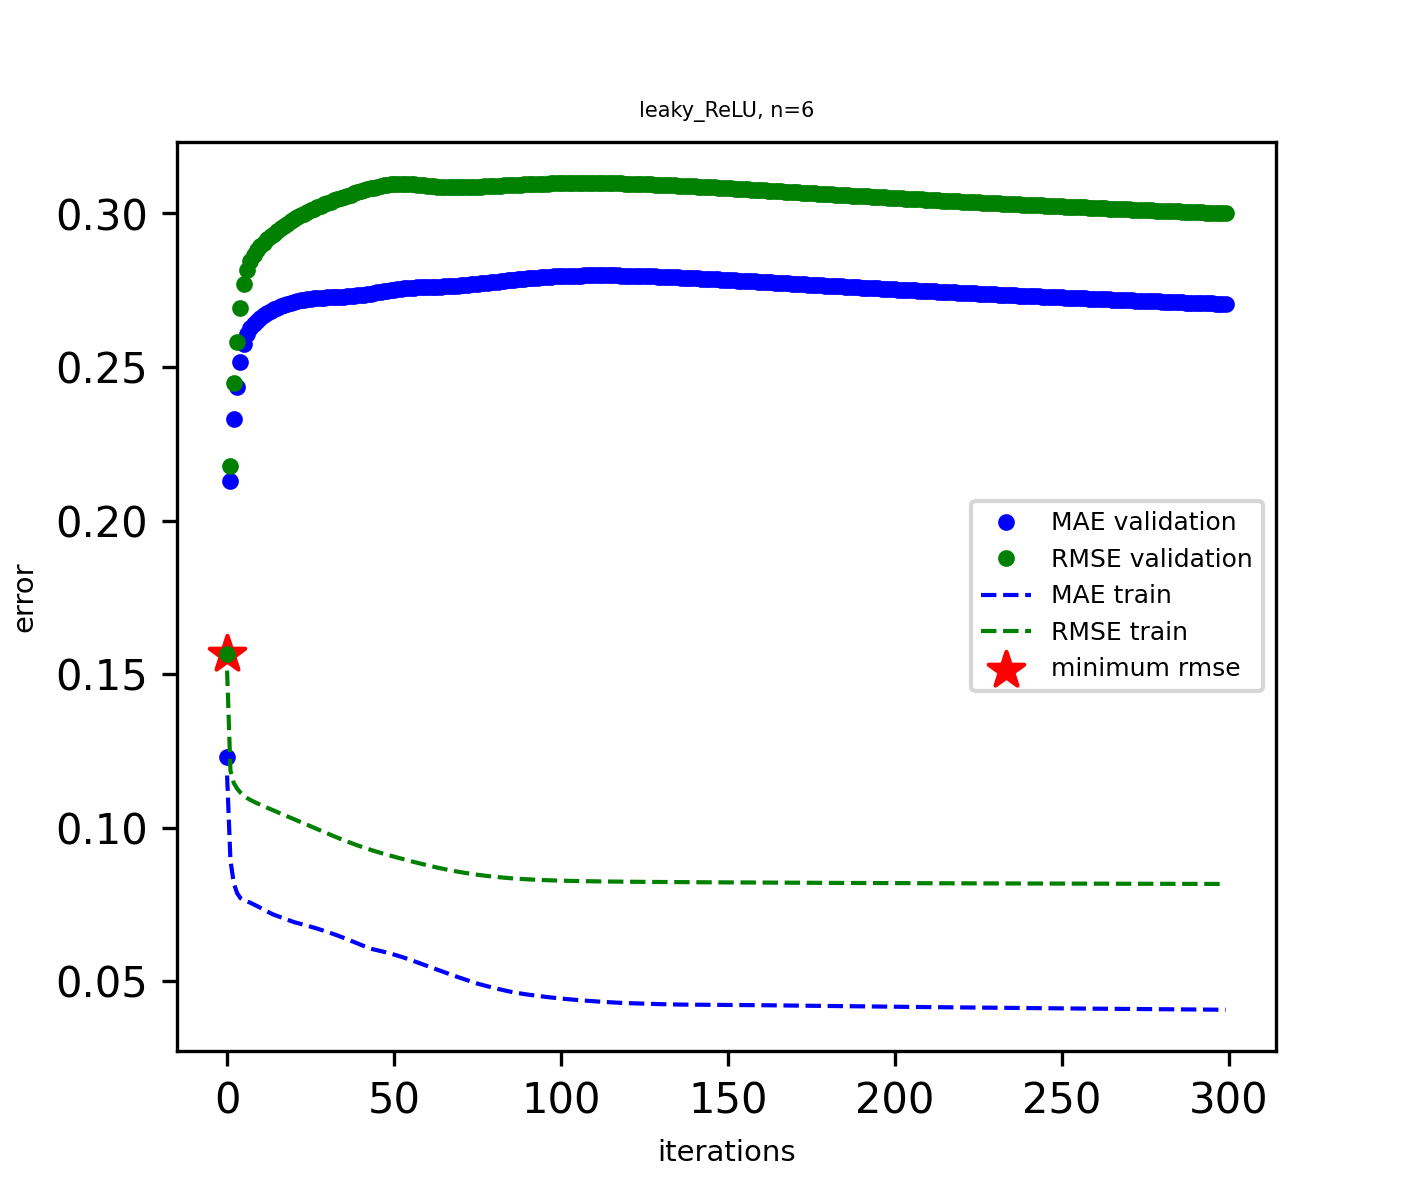 leaky_ReLU, n=6
error
0.30
0.25
0.20
0.15
0.10
0.05
MAE validation
RMSE validation
MAE train
RMSE train
minimum rmse
0 50 100 150 200 250 300
iterations